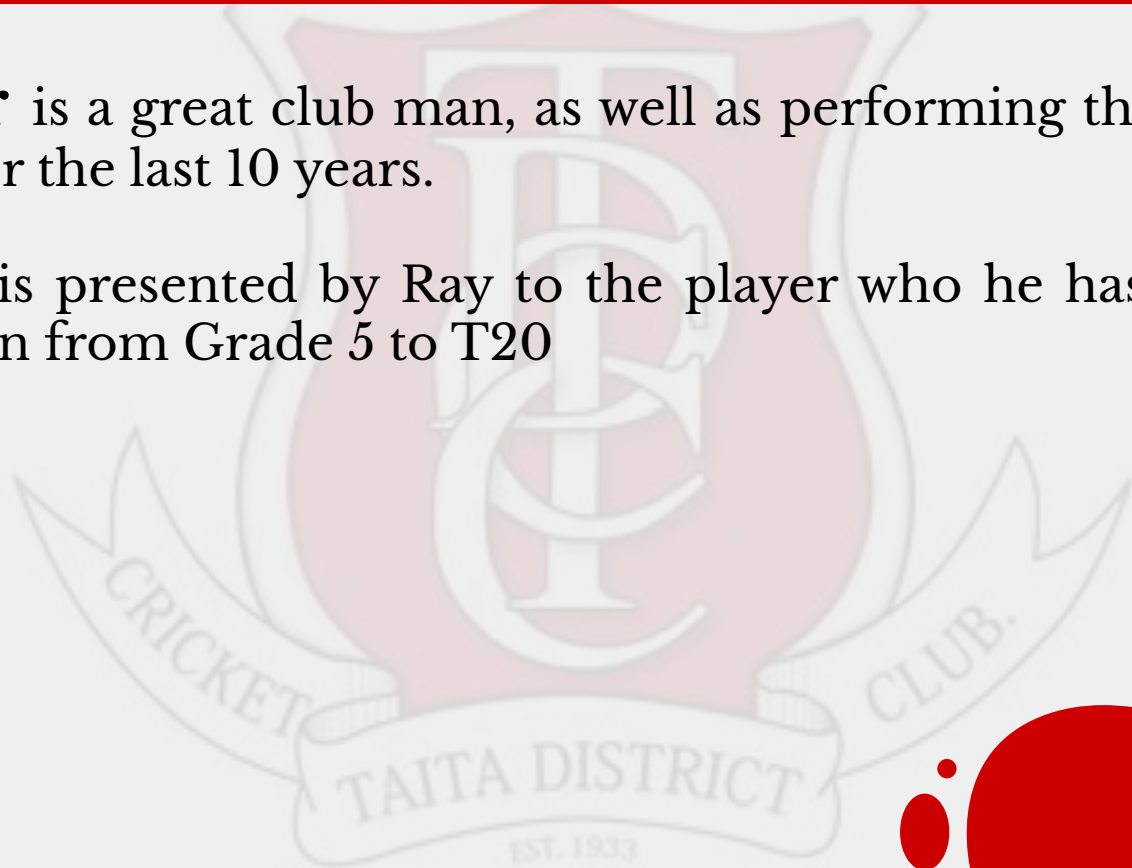 r is a great club man, as well as performing th
r the last 10 years.
is presented by Ray to the player who he has
n from Grade 5 to T20
TDCC
CRICKET
CLUB.
TAITA DISTRICT
EST. 1933